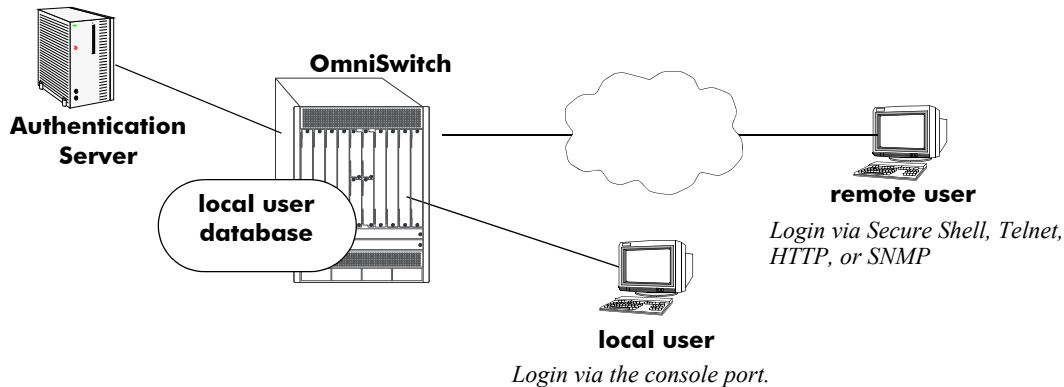 OmniSwitch
Authentication
Server
local user
database
remote user
Login via Secure Shell, Telnet,
HTTP, or SNMP
local user
Login via the console port.